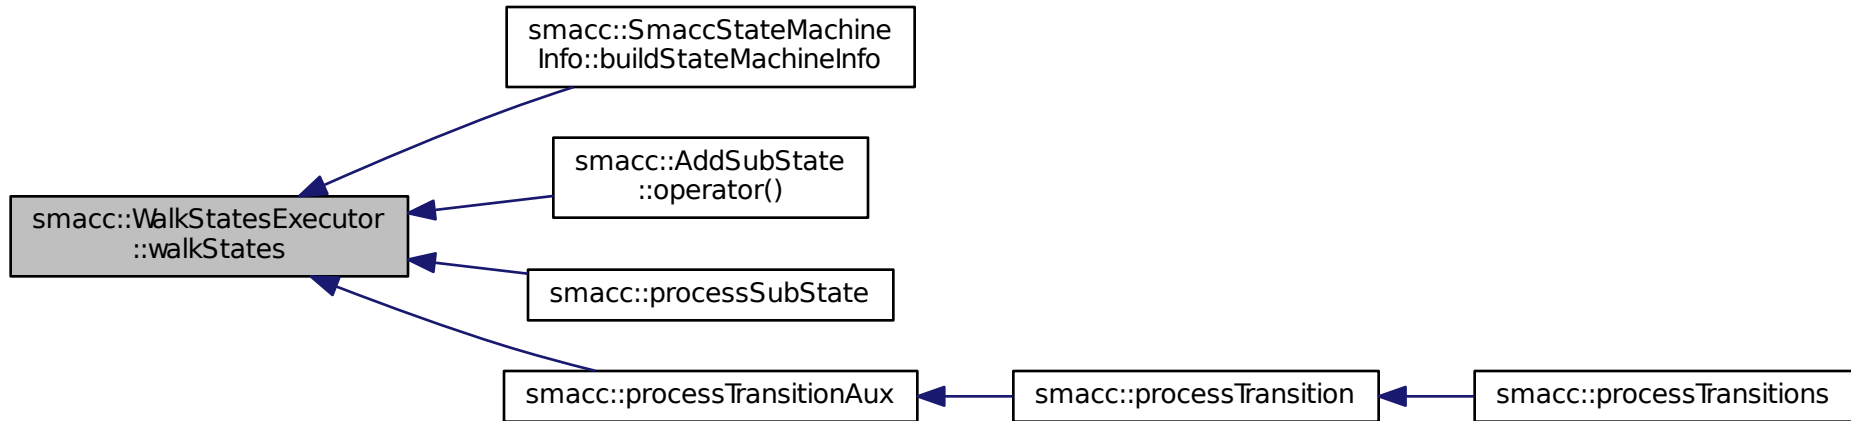 smacc::SmaccStateMachine
Info::buildStateMachineInfo
smacc::AddSubState
::operator()
smacc::WalkStatesExecutor
::walkStates
smacc::processSubState
smacc::processTransitionAux
smacc::processTransition
smacc::processTransitions